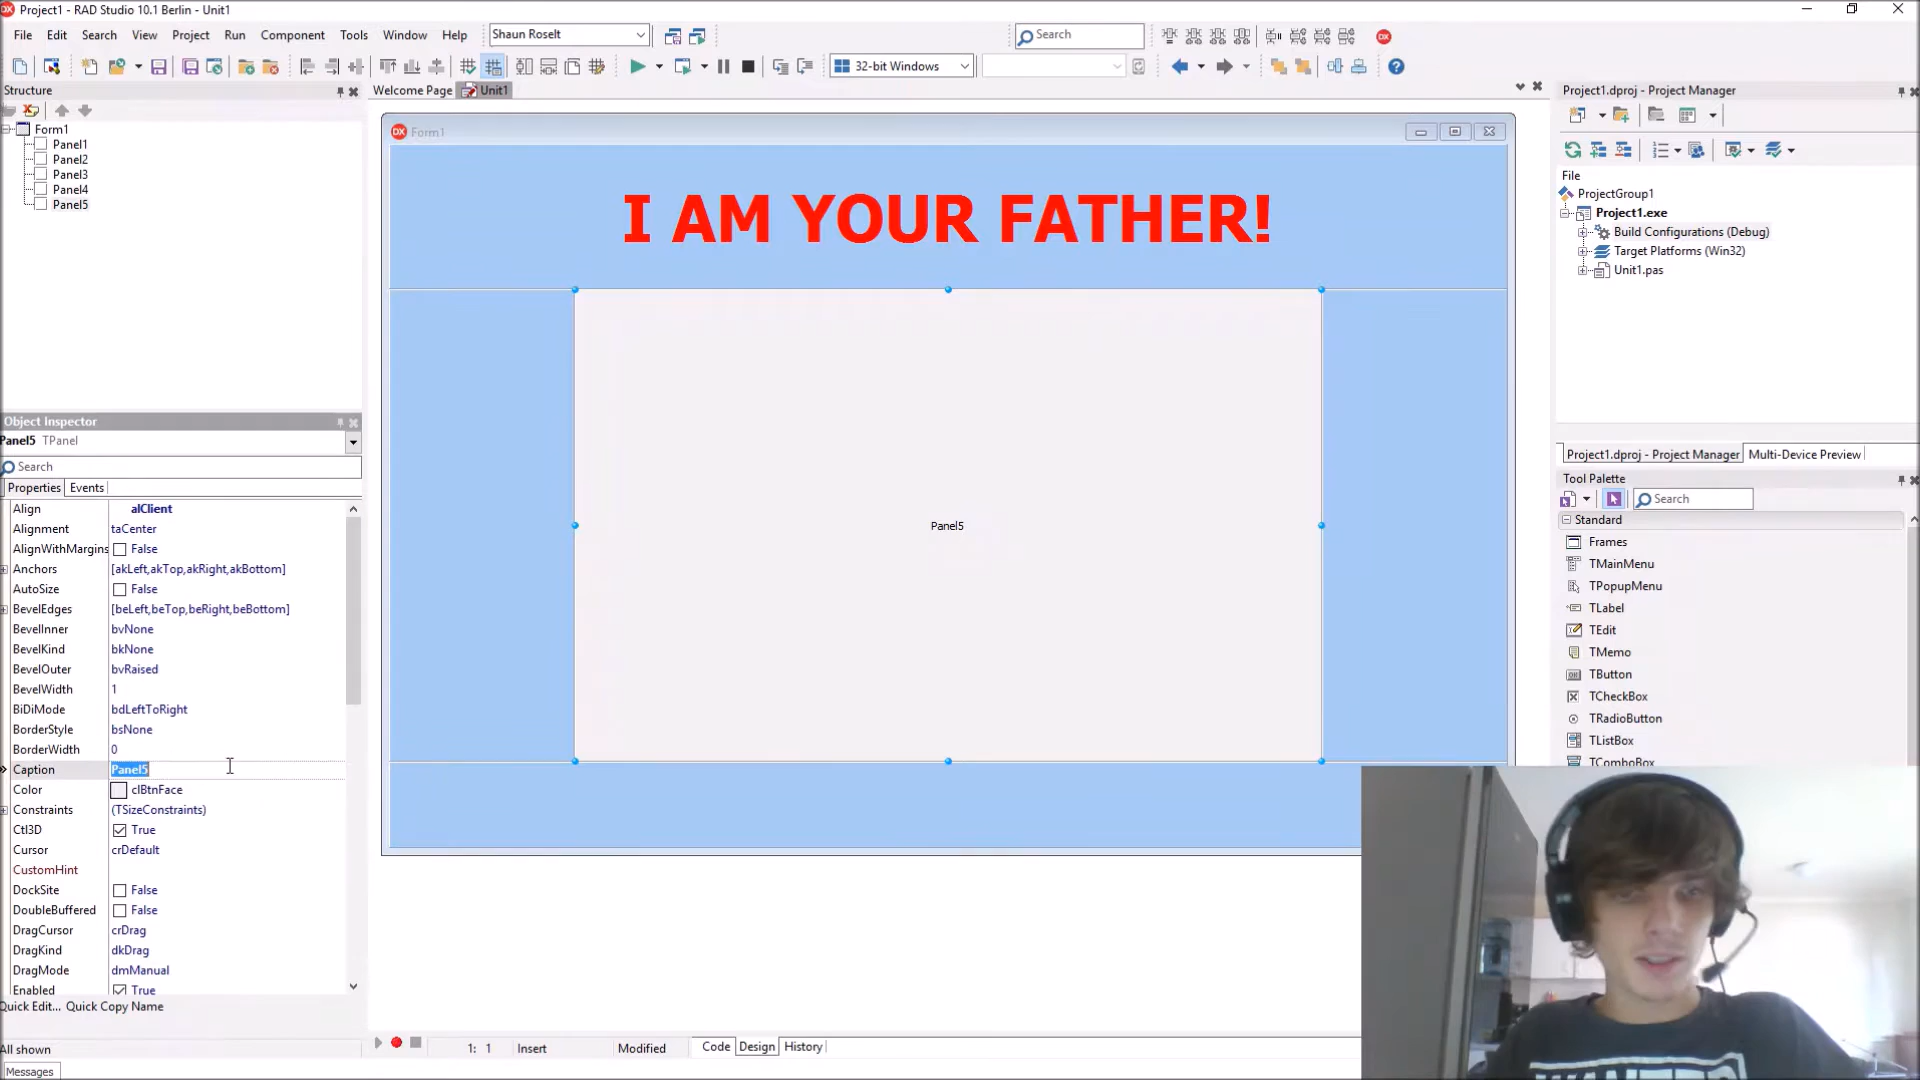 Project1 - RAD Studio 10.1 Berlin - Unit1
File Edit Search View Project Run Component Tools Window Help Shaun Roselt Search
32-bit Windows
Structure
Form1
Panel1
Panel2
Panel3
Panel4
Panel5
Object Inspector
Panel5 TPanel
Search
Properties Events
Align alClient
Alignment taCenter
AlignWithMargins False
Anchors [akLeft,akTop,akRight,akBottom]
AutoSize False
BevelEdges [beLeft,beTop,beRight,beBottom]
BevelInner bvNone
BevelKind bkNone
BevelOuter bvRaised
BevelWidth 1
BiDiMode bdLeftToRight
BorderStyle bsNone
BorderWidth 0
Caption Panel5
Color clBtnFace
Constraints (TSizeConstraints)
Ctl3D True
Cursor crDefault
CustomHint
DockSite False
DoubleBuffered False
DragCursor crDrag
DragKind dkDrag
DragMode dmManual
Enabled True
Quick Edit... Quick Copy Name
All shown
Messages
Welcome Page Unit1
Form1
I AM YOUR FATHER!
Panel5
1: 1 Insert Modified Code Design History
Project1.dproj - Project Manager
File
ProjectGroup1
Project1.exe
Build Configurations (Debug)
Target Platforms (Win32)
Unit1.pas
Project1.dproj - Project Manager Multi-Device Preview
Tool Palette
Search
Standard
Frames
TMainMenu
TPopupMenu
TLabel
TEdit
TMemo
TButton
TCheckBox
TRadioButton
TListBox
TComboBox